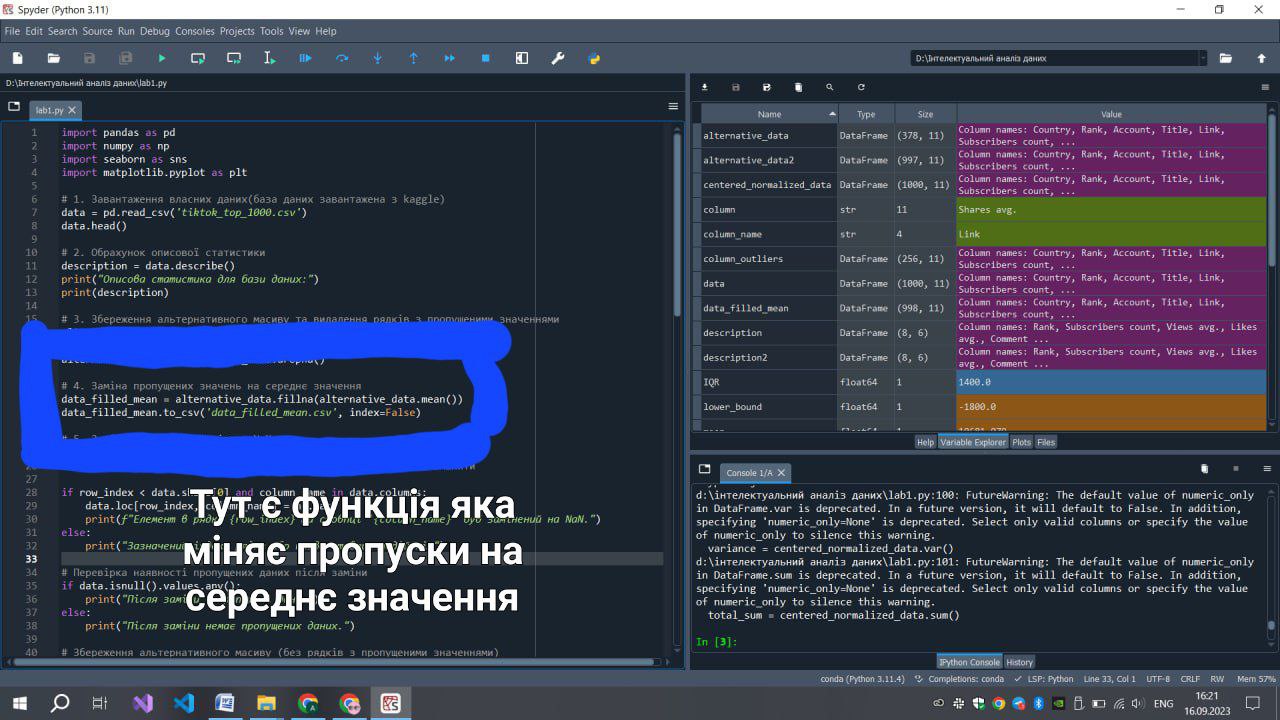 Spyder (Python 3.11)
File Edit Search Source Run Debug Consoles Projects Tools View Help
D:\Інтелектуальний аналіз даних
D:\Інтелектуальний аналіз даних\lab1.py
lab1.py
1 import pandas as pd
2 import numpy as np
3 import seaborn as sns
4 import matplotlib.pyplot as plt
5
6 # 1. Завантаження власних даних(база даних завантажена з kaggle)
7 data = pd.read_csv('tiktok_top_1000.csv')
8 data.head()
9
10 # 2. Обрахунок описової статистики
11 description = data.describe()
12 print("Описова статистика для бази даних:")
13 print(description)
14
15 # 3. Збереження альтернативного масиву та видалення рядків з пропущеними значеннями
# 4. Заміна пропущених значень на середнє значення
data_filled_mean = alternative_data.fillna(alternative_data.mean())
data_filled_mean.to_csv('data_filled_mean.csv', index=False)
27
28 if row_index < data.s 0] and column ame in data.columns:
29 data.loc[row_index,
30 print(f"Елемент в ряд {row_index} {column_name} був замінений на NaN.")
31 else:
32 print("Зазначени
33
34 # Перевірка наявності пропущених даних після заміни
35 if data.isnull().values.any():
36 print("Після замі
37 else:
38 print("Після заміни немає пропущених даних.")
39
40 # Збереження альтернативного масиву (без рядків з пропущеними значеннями)
Тут є функція яка
міняє пропуски на
середнє значення
Name Type Size Value
alternative_data DataFrame (378, 11) Column names: Country, Rank, Account, Title, Link, Subscribers count, ...
alternative_data2 DataFrame (997, 11) Column names: Country, Rank, Account, Title, Link, Subscribers count, ...
centered_normalized_data DataFrame (1000, 11) Column names: Country, Rank, Account, Title, Link, Subscribers count, ...
column str 11 Shares avg.
column_name str 4 Link
column_outliers DataFrame (256, 11) Column names: Country, Rank, Account, Title, Link, Subscribers count, ...
data DataFrame (1000, 11) Column names: Country, Rank, Account, Title, Link, Subscribers count, ...
data_filled_mean DataFrame (998, 11) Column names: Country, Rank, Account, Title, Link, Subscribers count, ...
description DataFrame (8, 6) Column names: Rank, Subscribers count, Views avg., Likes avg., Comment ...
description2 DataFrame (8, 6) Column names: Rank, Subscribers count, Views avg., Likes avg., Comment ...
IQR float64 1 1400.0
lower_bound float64 1 -1800.0
Help Variable Explorer Plots Files
Console 1/A
d:\інтелектуальний аналіз даних\lab1.py:100: FutureWarning: The default value of numeric_only
in DataFrame.var is deprecated. In a future version, it will default to False. In addition,
specifying 'numeric_only=None' is deprecated. Select only valid columns or specify the value
of numeric_only to silence this warning.
variance = centered_normalized_data.var()
d:\інтелектуальний аналіз даних\lab1.py:101: FutureWarning: The default value of numeric_only
in DataFrame.sum is deprecated. In a future version, it will default to False. In addition,
specifying 'numeric_only=None' is deprecated. Select only valid columns or specify the value
of numeric_only to silence this warning.
total_sum = centered_normalized_data.sum()
In [3]:
IPython Console History
conda (Python 3.11.4) Completions: conda LSP: Python Line 33, Col 1 UTF-8 CRLF RW Mem 57%
ENG 16:21
16.09.2023